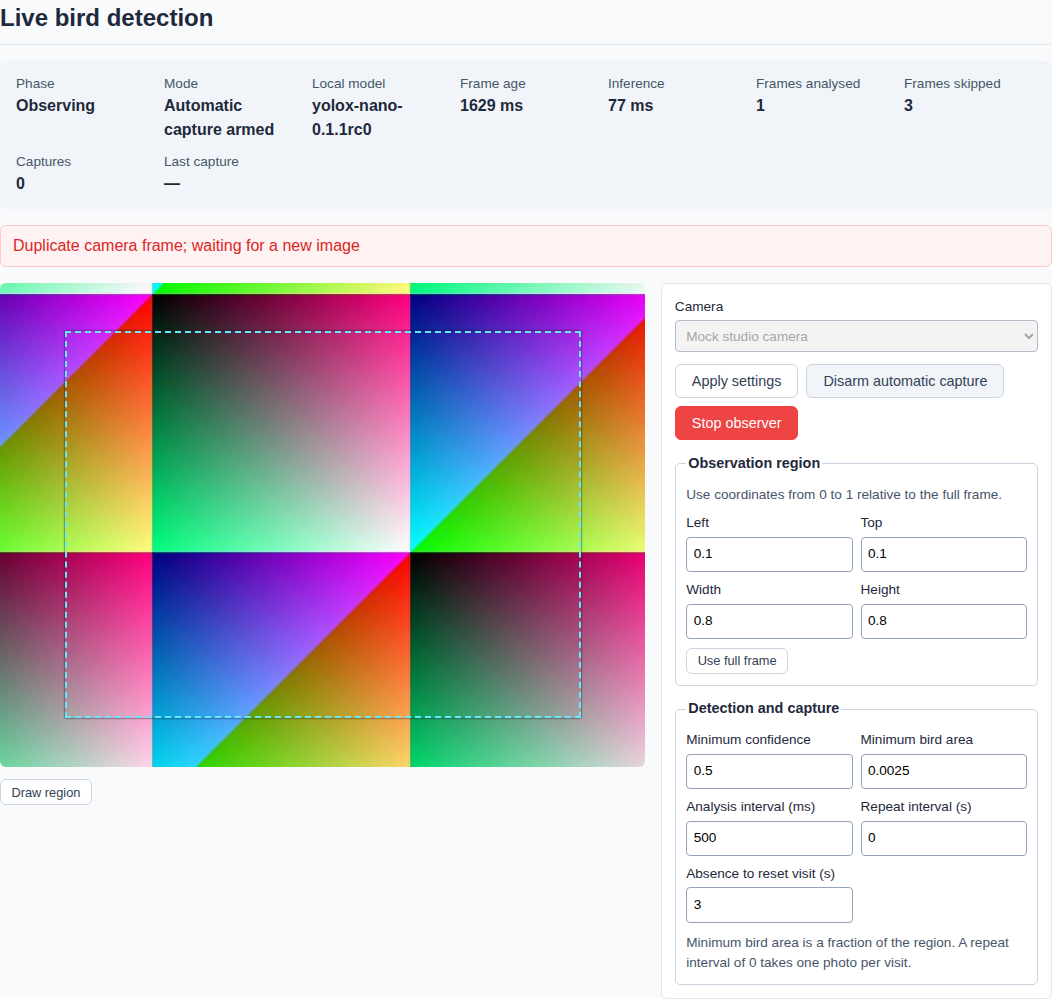 Live bird detection
Phase
Observing
Mode
Automatic
capture armed
Local model
yolox-nano-
0.1.1rc0
Frame age
1629 ms
Inference
77 ms
Frames analysed
1
Frames skipped
3
Captures
0
Last capture
—
Duplicate camera frame; waiting for a new image
Draw region
Camera
Mock studio camera
Apply settings
Disarm automatic capture
Stop observer
Observation region
Use coordinates from 0 to 1 relative to the full frame.
Left
Top
0.1
0.1
Width
Height
0.8
0.8
Use full frame
Detection and capture
Minimum confidence
Minimum bird area
0.5
0.0025
Analysis interval (ms)
Repeat interval (s)
500
0
Absence to reset visit (s)
3
Minimum bird area is a fraction of the region. A repeat
interval of 0 takes one photo per visit.